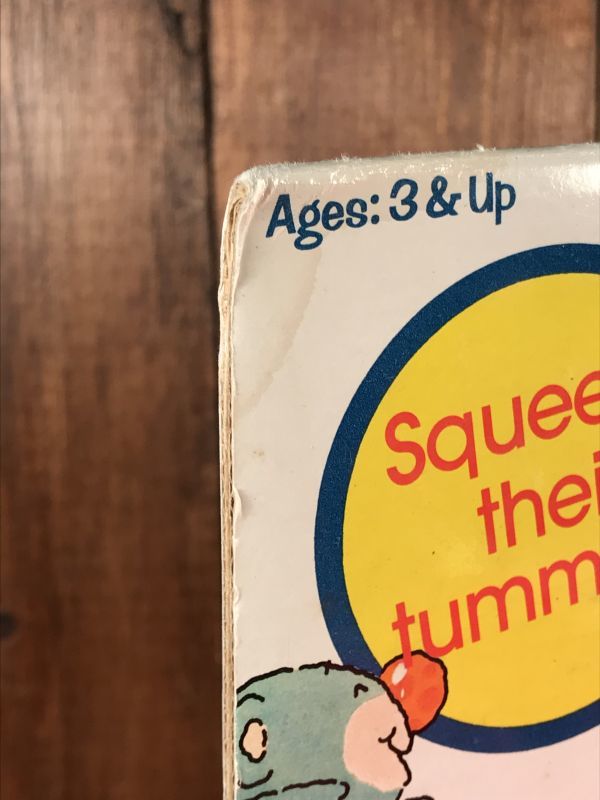 Ages: 3 & Up
Squee
thei
tumm